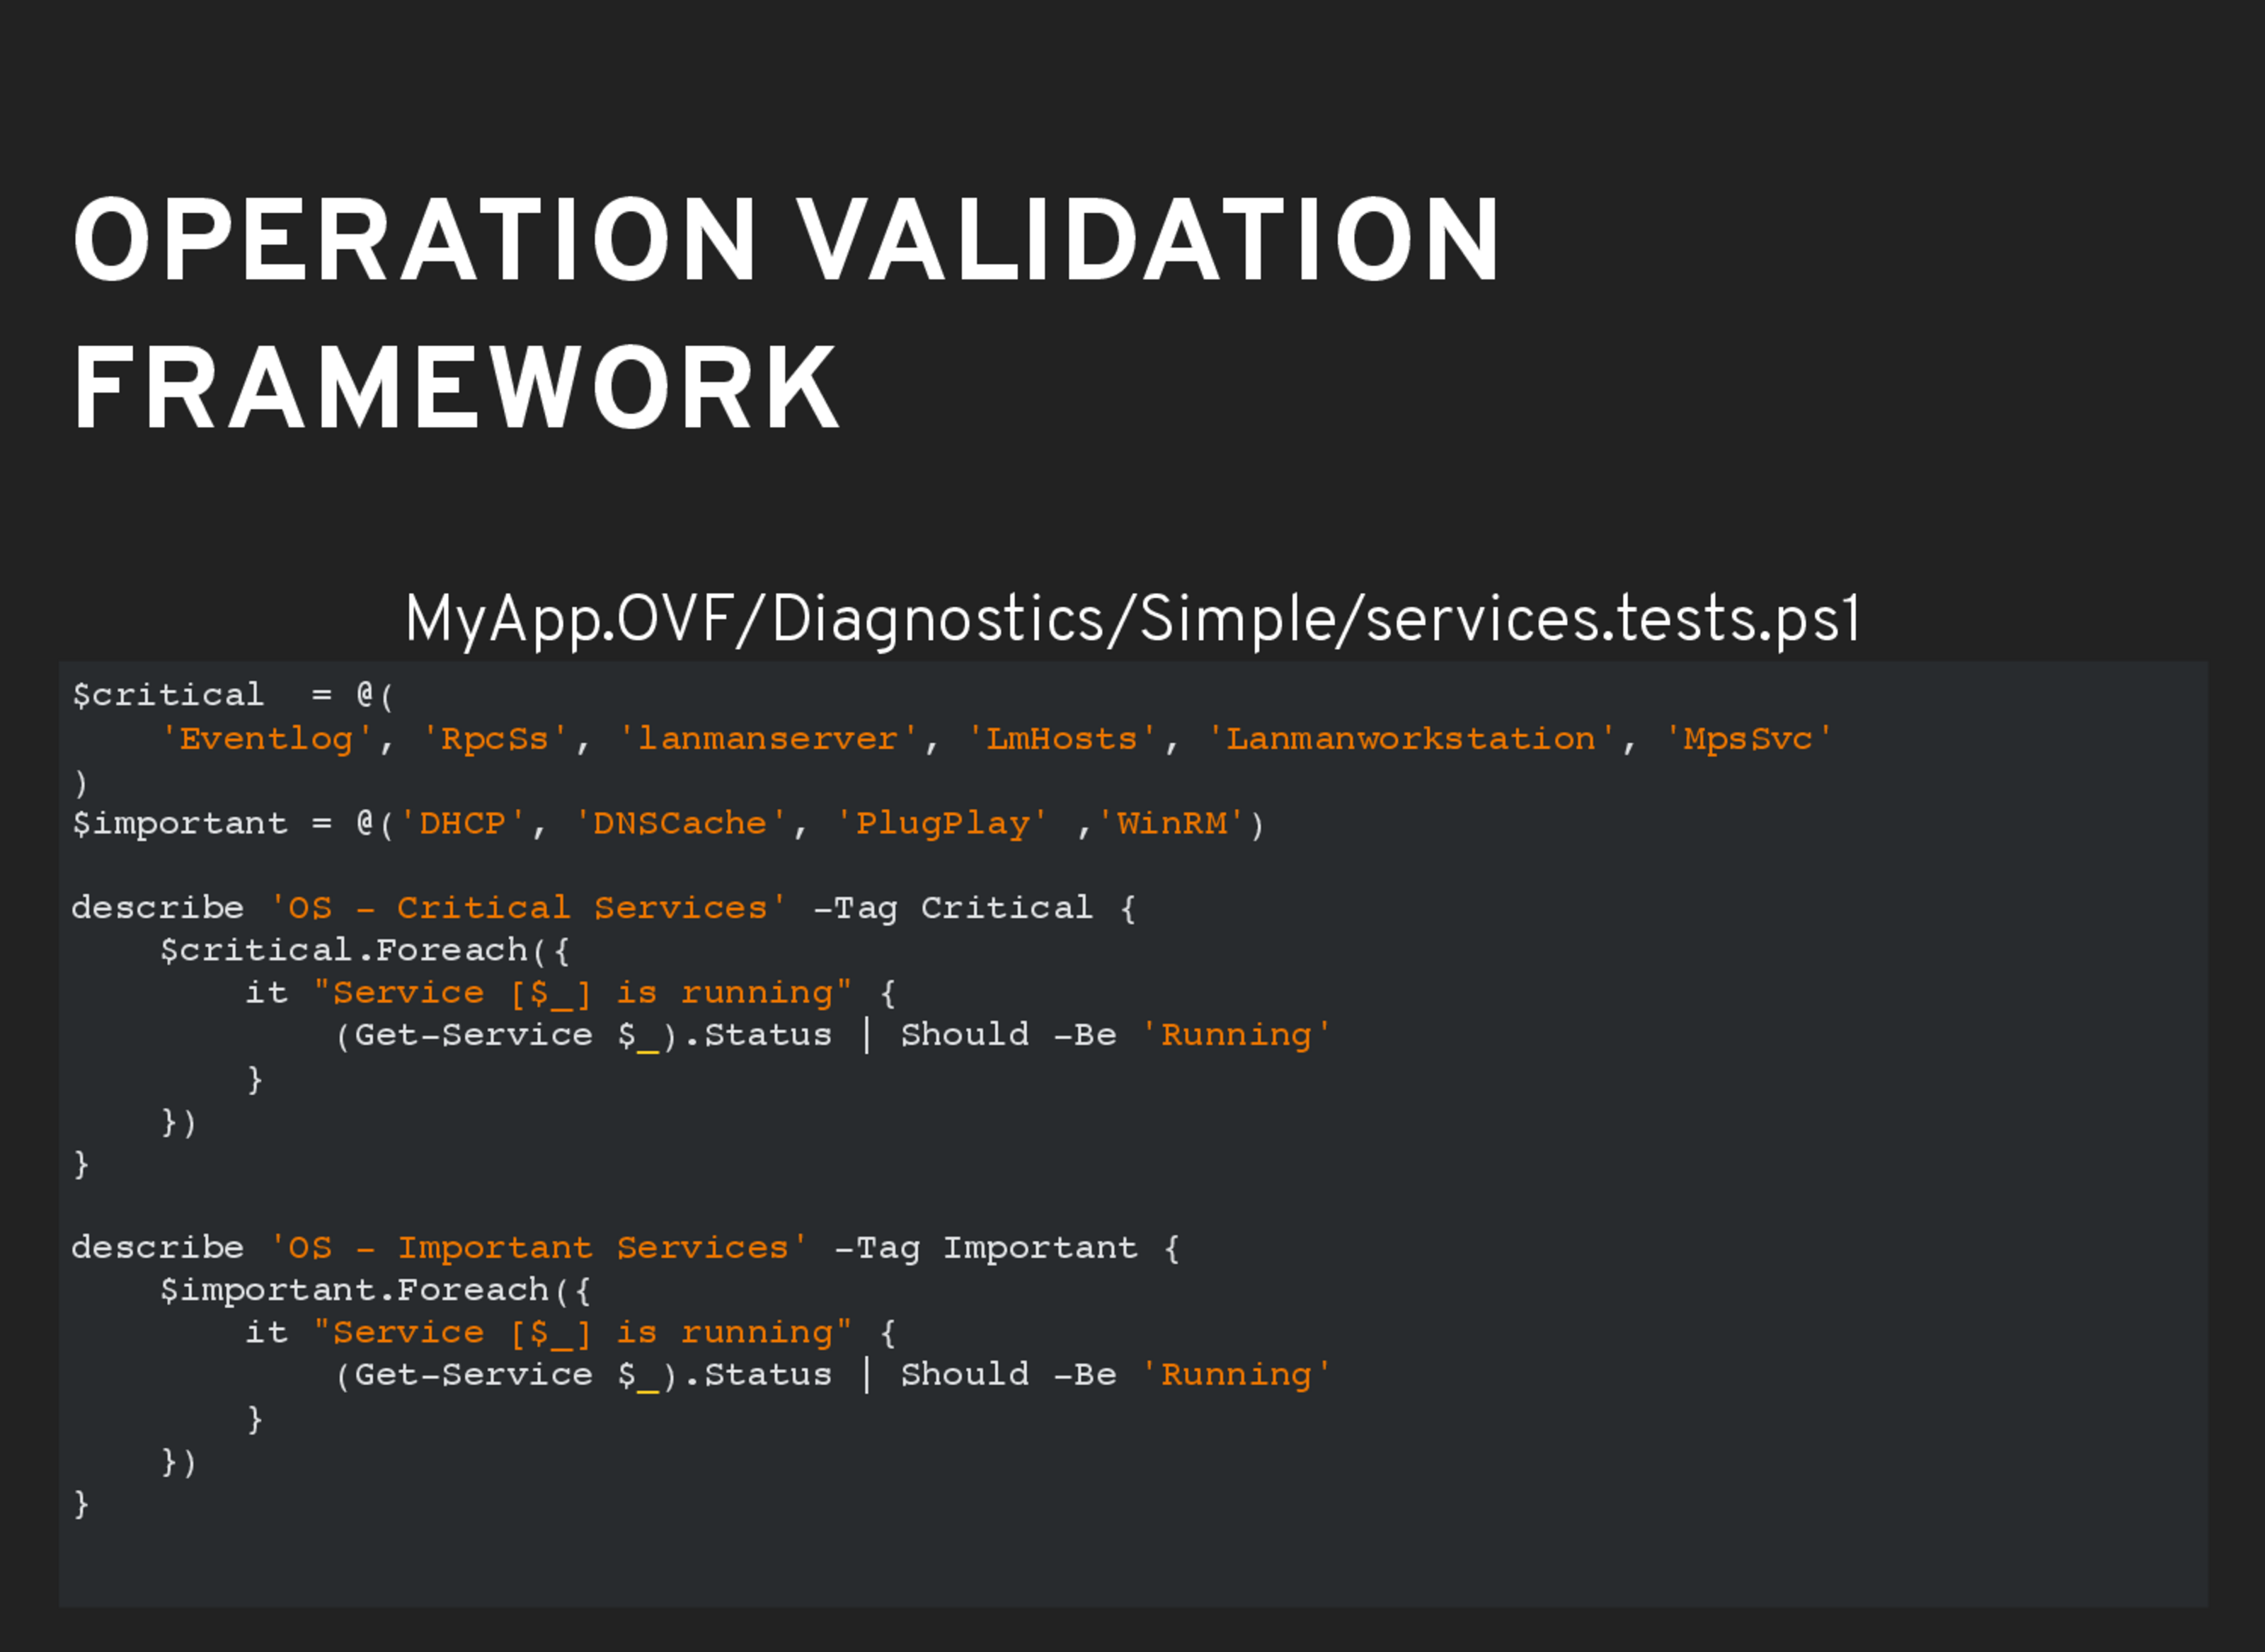 OPERATION VALIDATION
FRAMEWORK
MyApp.OVF/Diagnostics/Simple/services.tests.ps1
$critical  = @(
    'Eventlog', 'RpcSs', 'lanmanserver', 'LmHosts', 'Lanmanworkstation', 'MpsSvc'
)
$important = @('DHCP', 'DNSCache', 'PlugPlay' ,'WinRM')
describe 'OS - Critical Services' -Tag Critical {
    $critical.Foreach({
        it "Service [$_] is running" {
            (Get-Service $_).Status | Should -Be 'Running'
        }
    })
}
describe 'OS - Important Services' -Tag Important {
    $important.Foreach({
        it "Service [$_] is running" {
            (Get-Service $_).Status | Should -Be 'Running'
        }
    })
}